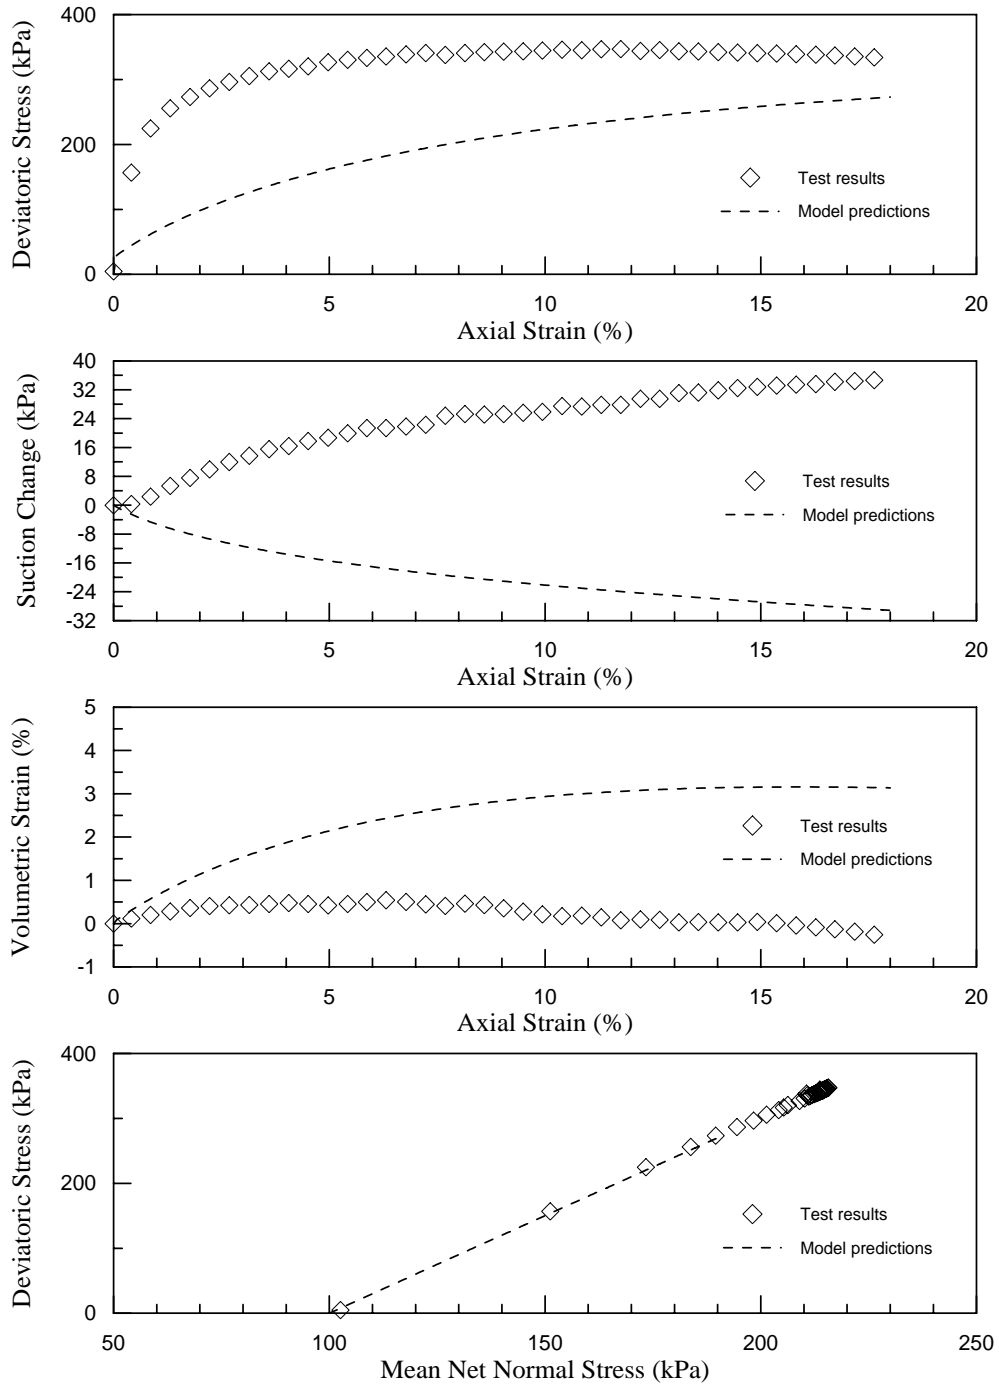 400
200
0
Deviatoric Stress (kPa)
Test results
Model predictions
0 5 10 15 20
Axial Strain (%)
40
32
24
16
8
0
-8
-16
-24
-32
Suction Change (kPa)
Test results
Model predictions
0 5 10 15 20
Axial Strain (%)
5
4
3
2
1
0
-1
Volumetric Strain (%)
Test results
Model predictions
0 5 10 15 20
Axial Strain (%)
400
200
0
Deviatoric Stress (kPa)
Test results
Model predictions
50 100 150 200 250
Mean Net Normal Stress (kPa)